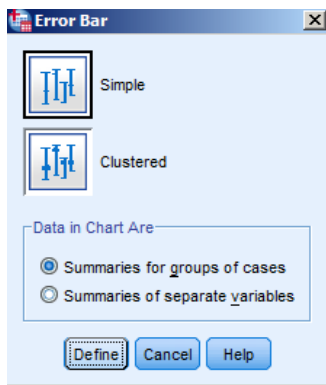 Error Bar
Simple
Clustered
Data in Chart Are
Summaries for groups of cases
Summaries of separate variables
Define Cancel Help